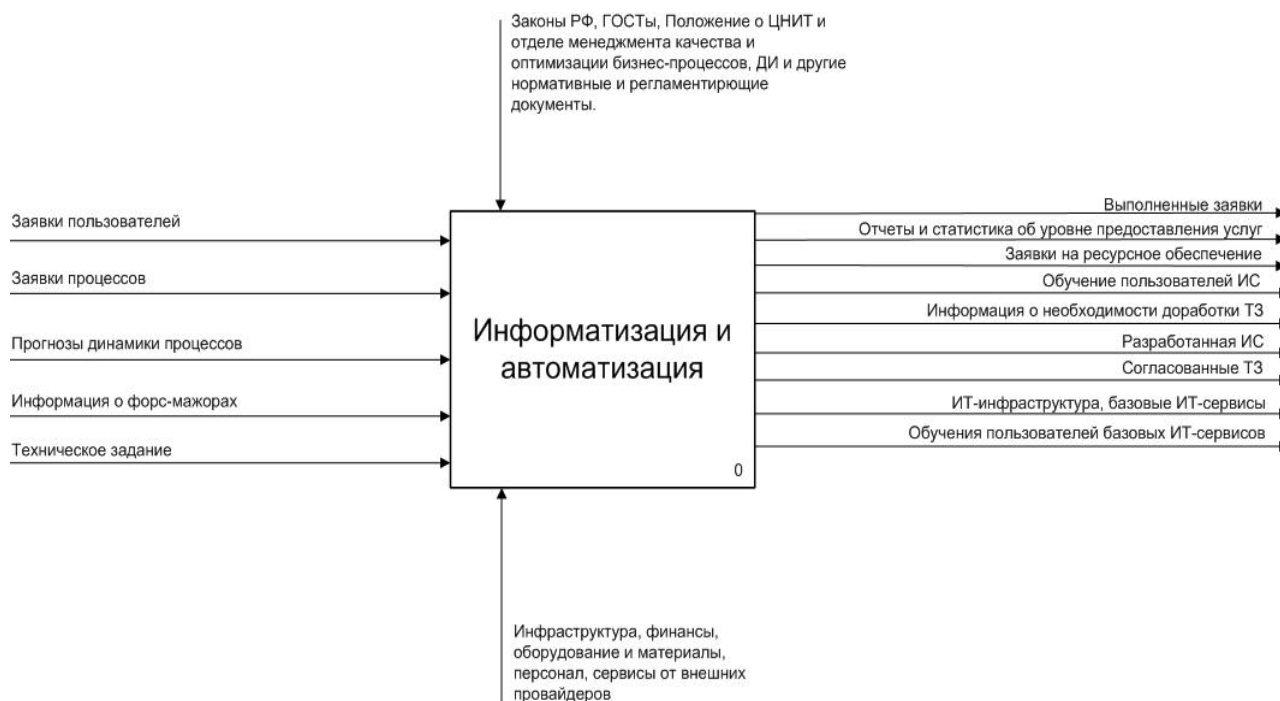 Законы РФ, ГОСТы, Положение о ЦНИТ и
отделе менеджмента качества и
оптимизации бизнес-процессов, ДИ и другие
нормативные и регламентирющие
документы.
Заявки пользователей
Заявки процессов
Прогнозы динамики процессов
Информация о форс-мажорах
Техническое задание
Информатизация и
автоматизация
0
Выполненные заявки
Отчеты и статистика об уровне предоставления услуг
Заявки на ресурсное обеспечение
Обучение пользователей ИС
Информация о необходимости доработки ТЗ
Разработанная ИС
Согласованные ТЗ
ИТ-инфраструктура, базовые ИТ-сервисы
Обучения пользователей базовых ИТ-сервисов
Инфраструктура, финансы,
оборудование и материалы,
персонал, сервисы от внешних
провайдеров